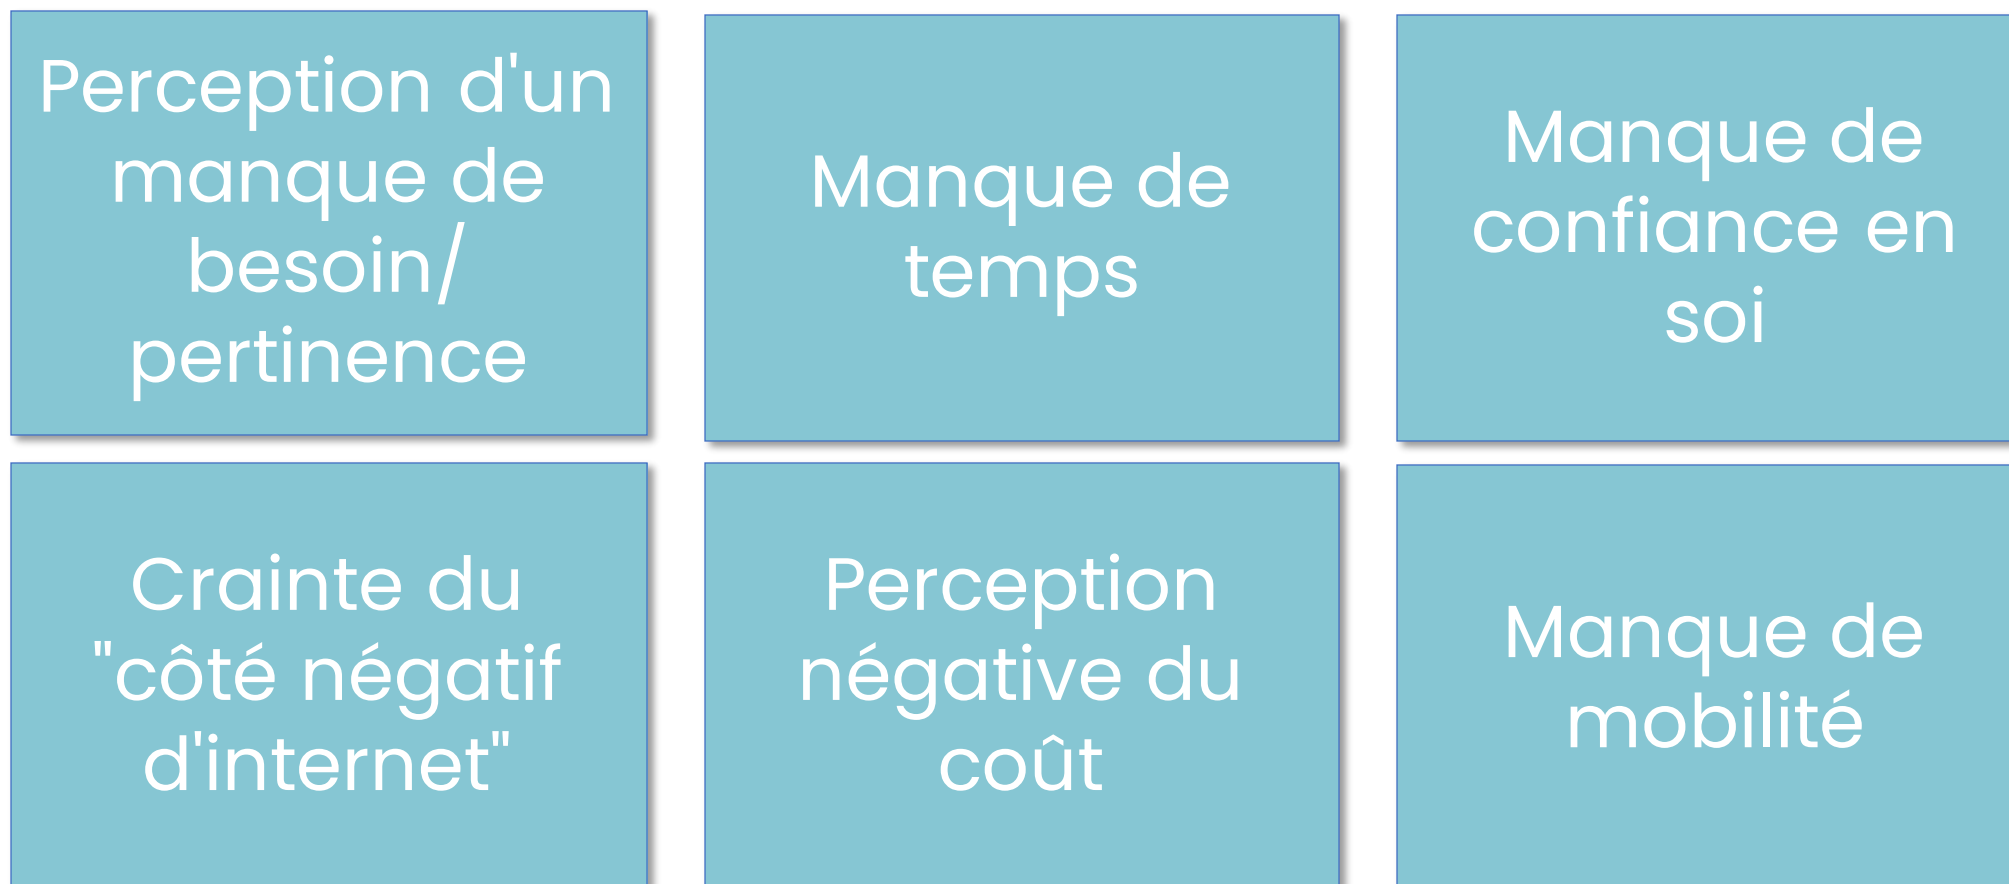 Perception d'un
manque de
besoin/
pertinence
Manque de
temps
Manque de
confiance en
soi
Crainte du
"côté négatif
d'internet"
Perception
négative du
coût
Manque de
mobilité